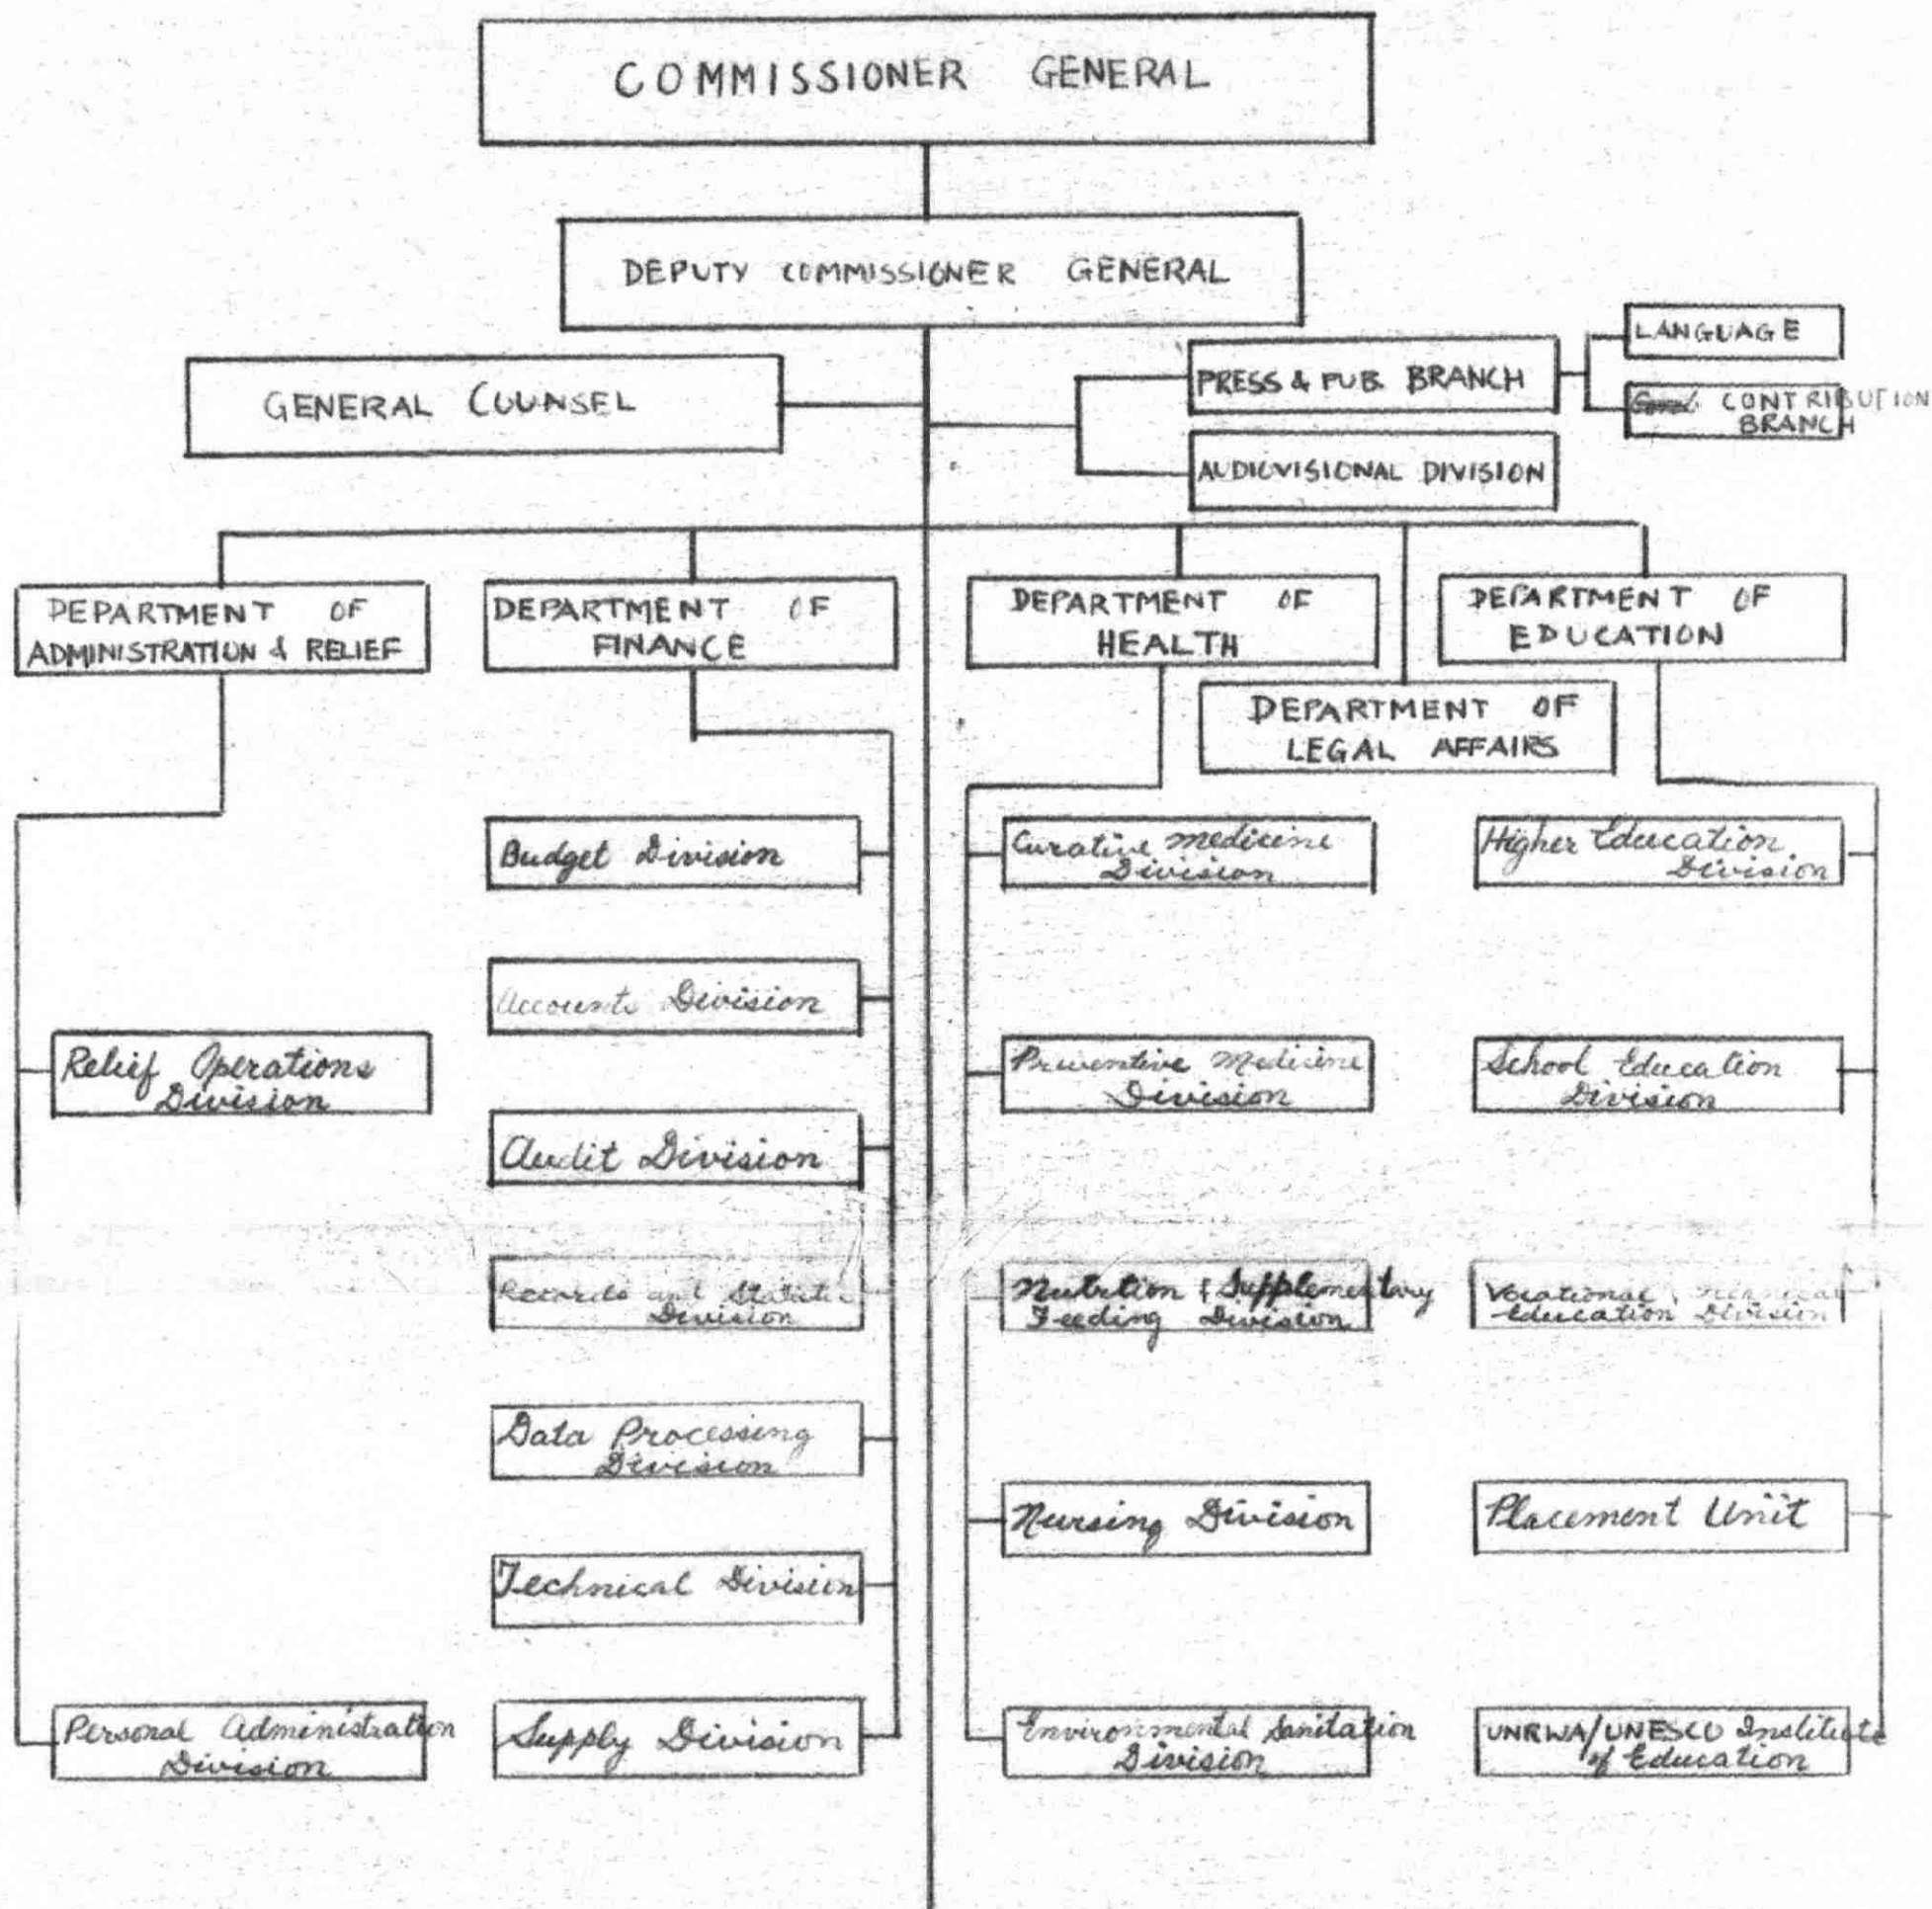 COMMISSIONER GENERAL
DEPUTY COMMISSIONER GENERAL
GENERAL COUNSEL
PRESS & PUB. BRANCH
LANGUAGE
CONTRIBUTION
BRANCH
AUDIOVISIONAL DIVISION
DEPARTMENT OF
ADMINISTRATION & RELIEF
DEPARTMENT OF
FINANCE
DEPARTMENT OF
HEALTH
DEPARTMENT OF
EDUCATION
DEPARTMENT OF
LEGAL AFFAIRS
Relief Operations
Division
Personal Administration
Division
Budget Division
Accounts Division
Audit Division
Records and
Division
Data Processing
Division
Technical Division
Supply Division
Curative Medicine
Division
Preventive Medicine
Division
Nutrition & Supplementary
Feeding Division
Nursing Division
Environmental Sanitation
Division
Higher Education
Division
School Education
Division
Vocational & Technical
Education Division
Placement Unit
UNRWA/UNESCO Institute
of Education